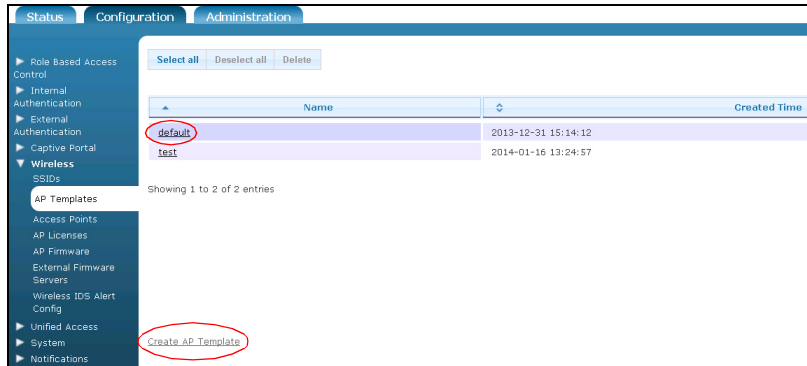 Status Configuration Administration
Role Based Access
Control
Internal
Authentication
External
Authentication
Captive Portal
Wireless
SSIDs
AP Templates
Access Points
AP Licenses
AP Firmware
External Firmware
Servers
Wireless IDS Alert
Config
Unified Access
System
Notifications
Select all Deselect all Delete
Name Created Time
default 2013-12-31 15:14:12
test 2014-01-16 13:24:57
Showing 1 to 2 of 2 entries
Create AP Template